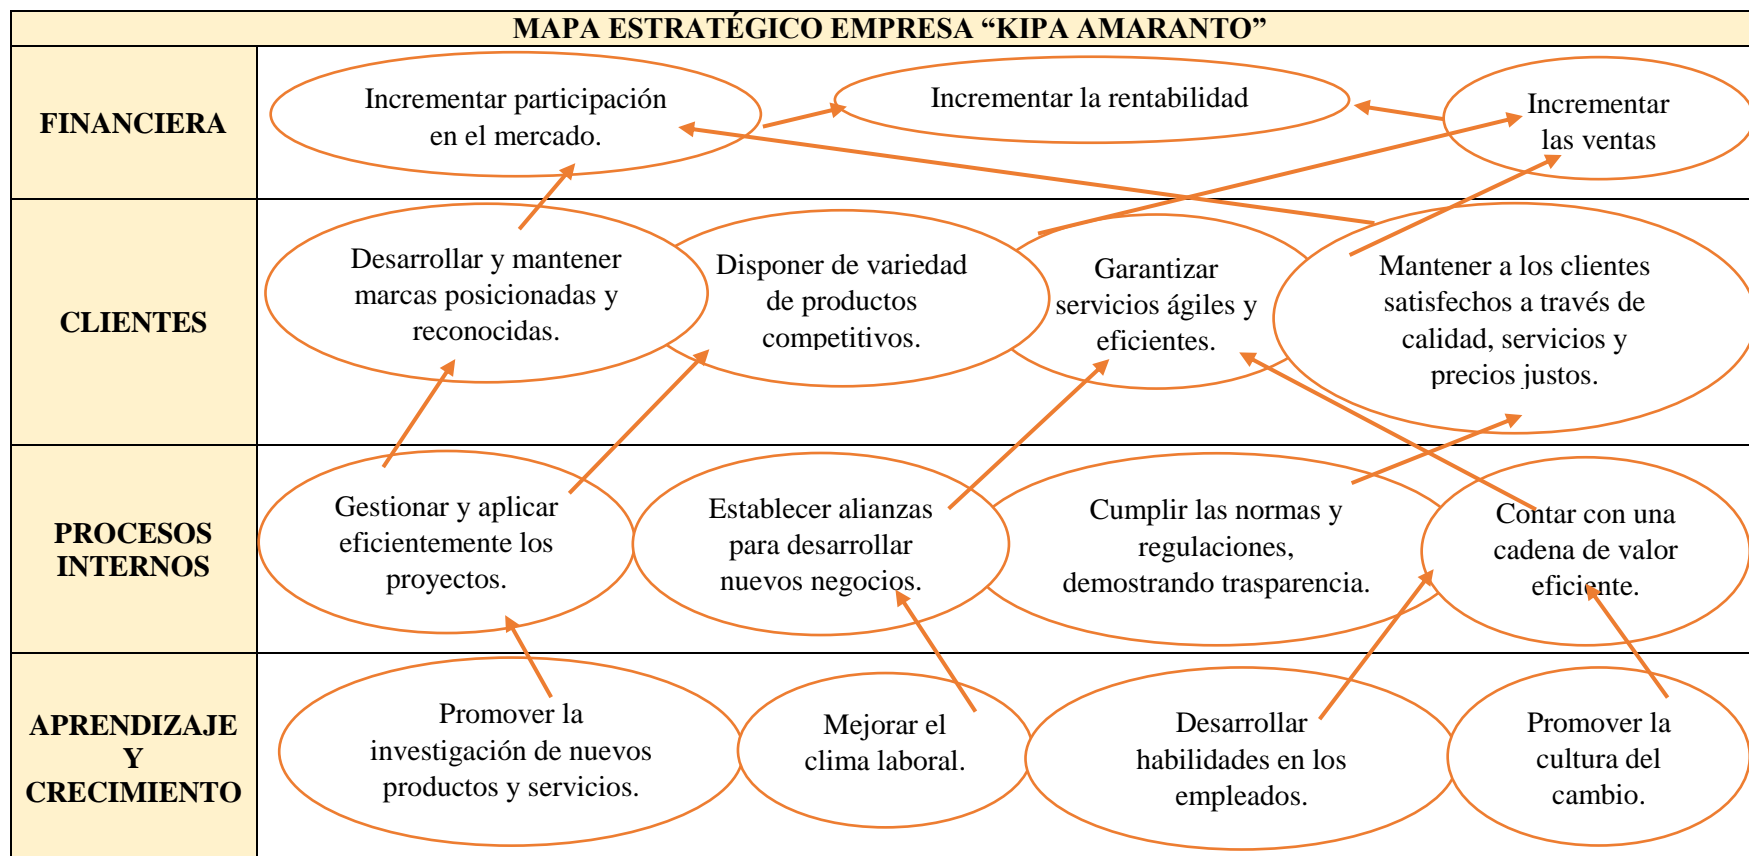 MAPA ESTRATÉGICO EMPRESA “KIPA AMARANTO”
FINANCIERA
Incrementar participación
en el mercado.
Incrementar la rentabilidad
Incrementar
las ventas
CLIENTES
Desarrollar y mantener
marcas posicionadas y
reconocidas.
Disponer de variedad
de productos
competitivos.
Garantizar
servicios ágiles y
eficientes.
Mantener a los clientes
satisfechos a través de
calidad, servicios y
precios justos.
PROCESOS
INTERNOS
Gestionar y aplicar
eficientemente los
proyectos.
Establecer alianzas
para desarrollar
nuevos negocios.
Cumplir las normas y
regulaciones,
demostrando trasparencia.
Contar con una
cadena de valor
eficiente.
APRENDIZAJE
Y
CRECIMIENTO
Promover la
investigación de nuevos
productos y servicios.
Mejorar el
clima laboral.
Desarrollar
habilidades en los
empleados.
Promover la
cultura del
cambio.